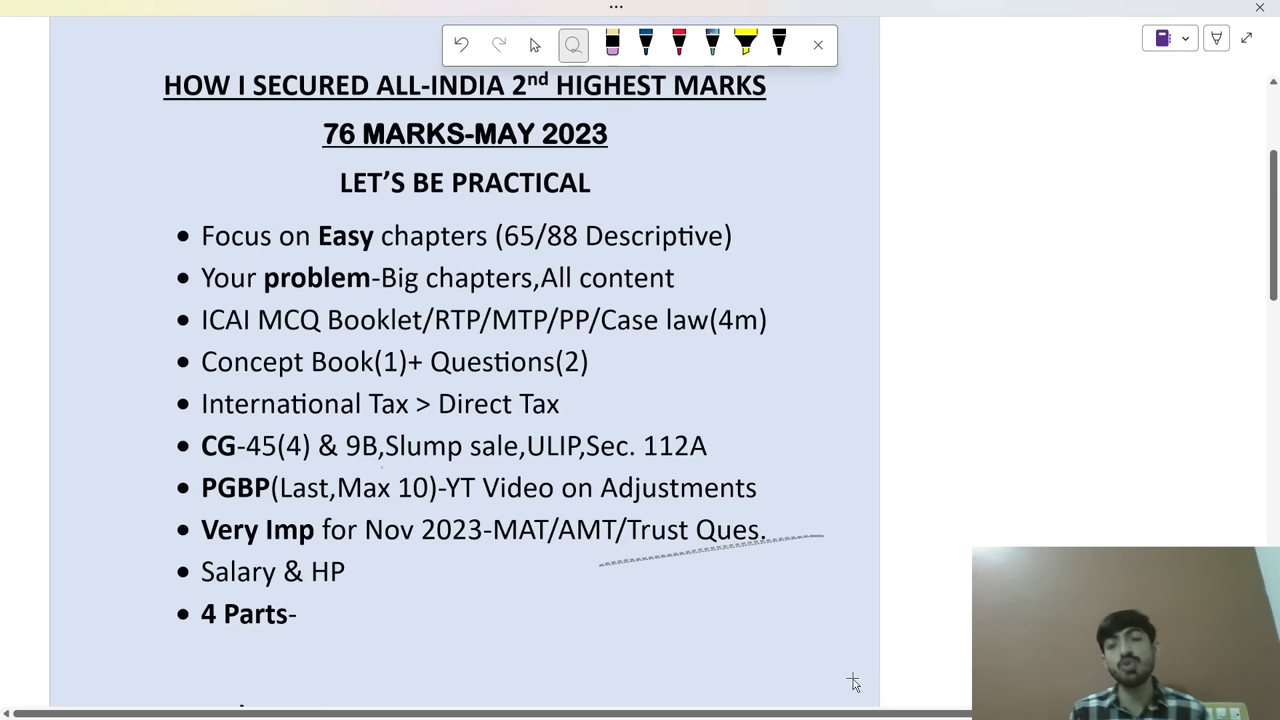 HOW I SECURED ALL-INDIA 2nd HIGHEST MARKS
76 MARKS-MAY 2023
LET’S BE PRACTICAL
• Focus on Easy chapters (65/88 Descriptive)
• Your problem-Big chapters,All content
• ICAI MCQ Booklet/RTP/MTP/PP/Case law(4m)
• Concept Book(1)+ Questions(2)
• International Tax > Direct Tax
• CG-45(4) & 9B,Slump sale,ULIP,Sec. 112A
• PGBP(Last,Max 10)-YT Video on Adjustments
• Very Imp for Nov 2023-MAT/AMT/Trust Ques.
• Salary & HP
• 4 Parts-